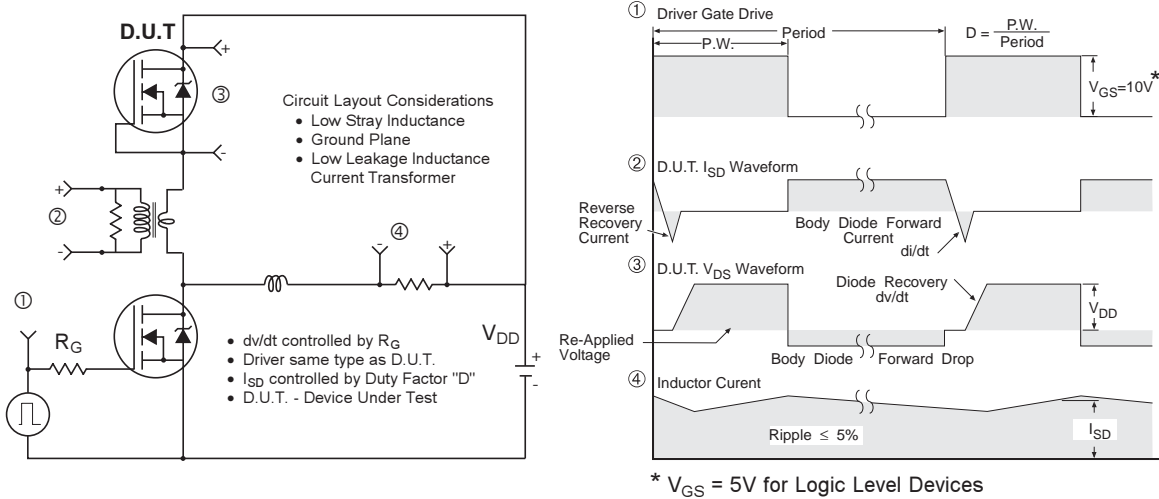 D.U.T
+
③
-
Circuit Layout Considerations
• Low Stray Inductance
• Ground Plane
• Low Leakage Inductance
Current Transformer
+
②
-
④
-
+
①
R_G
V_DD
+
-
• dv/dt controlled by R_G
• Driver same type as D.U.T.
• I_SD controlled by Duty Factor "D"
• D.U.T. - Device Under Test
① Driver Gate Drive
P.W.
Period
D = P.W. / Period
V_GS=10V*
② D.U.T. I_SD Waveform
Reverse
Recovery
Current
Body Diode Forward
Current
di/dt
③ D.U.T. V_DS Waveform
Diode Recovery
dv/dt
V_DD
Re-Applied
Voltage
Body Diode Forward Drop
④ Inductor Curent
Ripple ≤ 5%
I_SD
* V_GS = 5V for Logic Level Devices